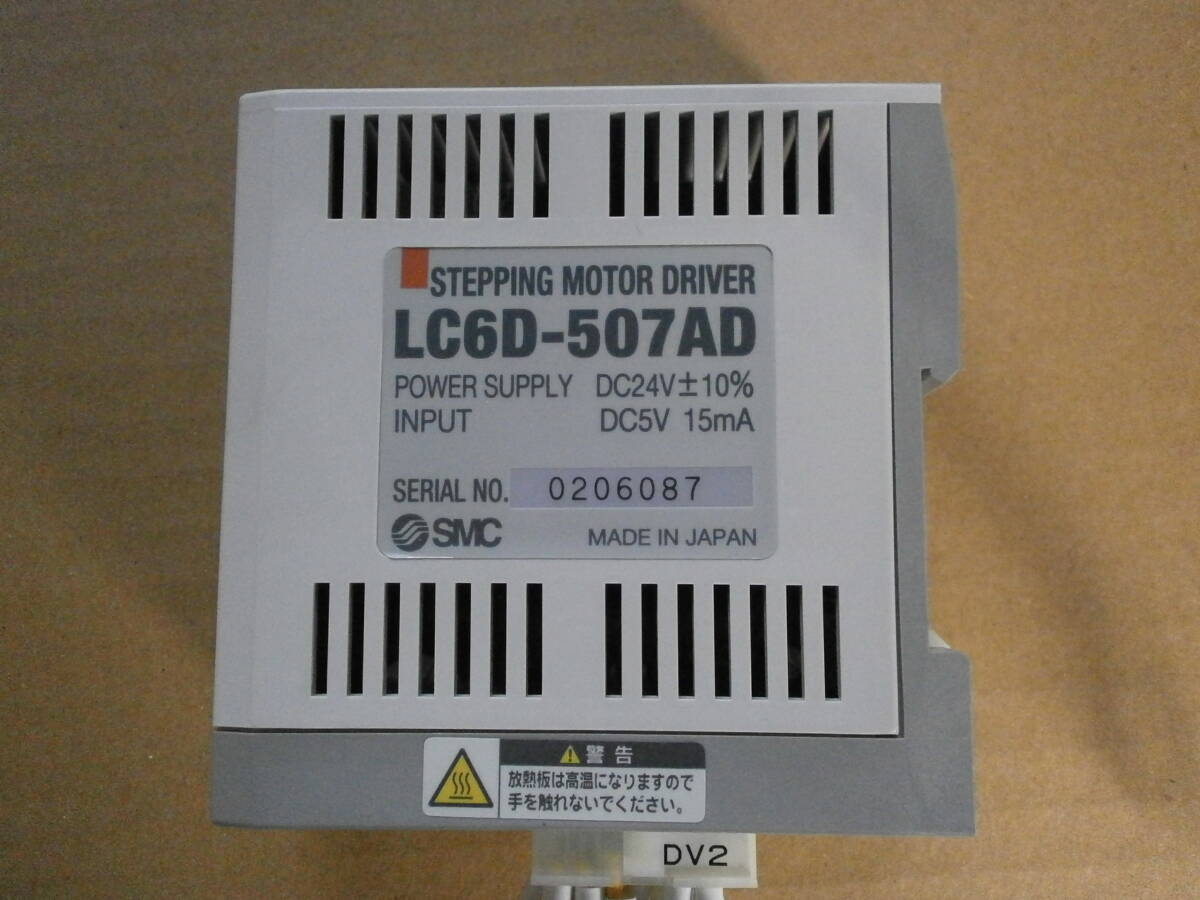 STEPPING MOTOR DRIVER
LC6D-507AD
POWER SUPPLY DC24V±10%
INPUT DC5V 15mA
SERIAL NO. 0206087
SMC MADE IN JAPAN
警告
放熱板は高温になりますので
手を触れないでください。
DV2